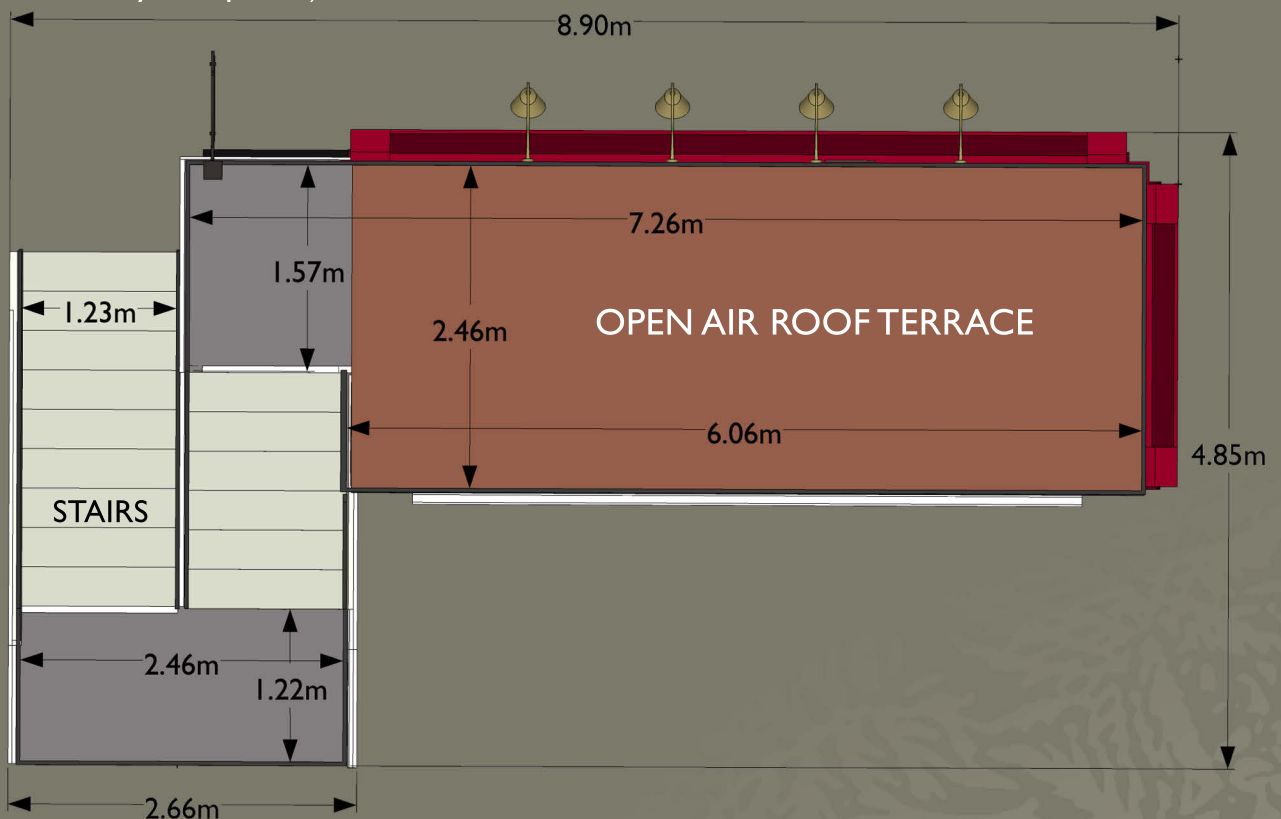 8.90m
7.26m
1.57m
1.23m
OPEN AIR ROOF TERRACE
2.46m
6.06m
4.85m
STAIRS
2.46m
1.22m
2.66m